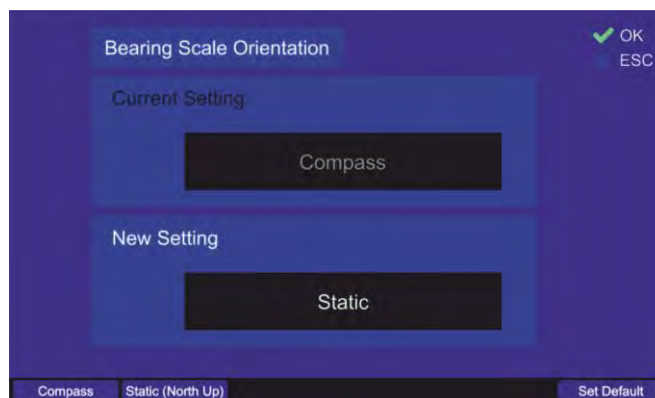 Bearing Scale Orientation
OK
ESC
Current Setting
Compass
New Setting
Static
Compass Static (North Up) Set Default